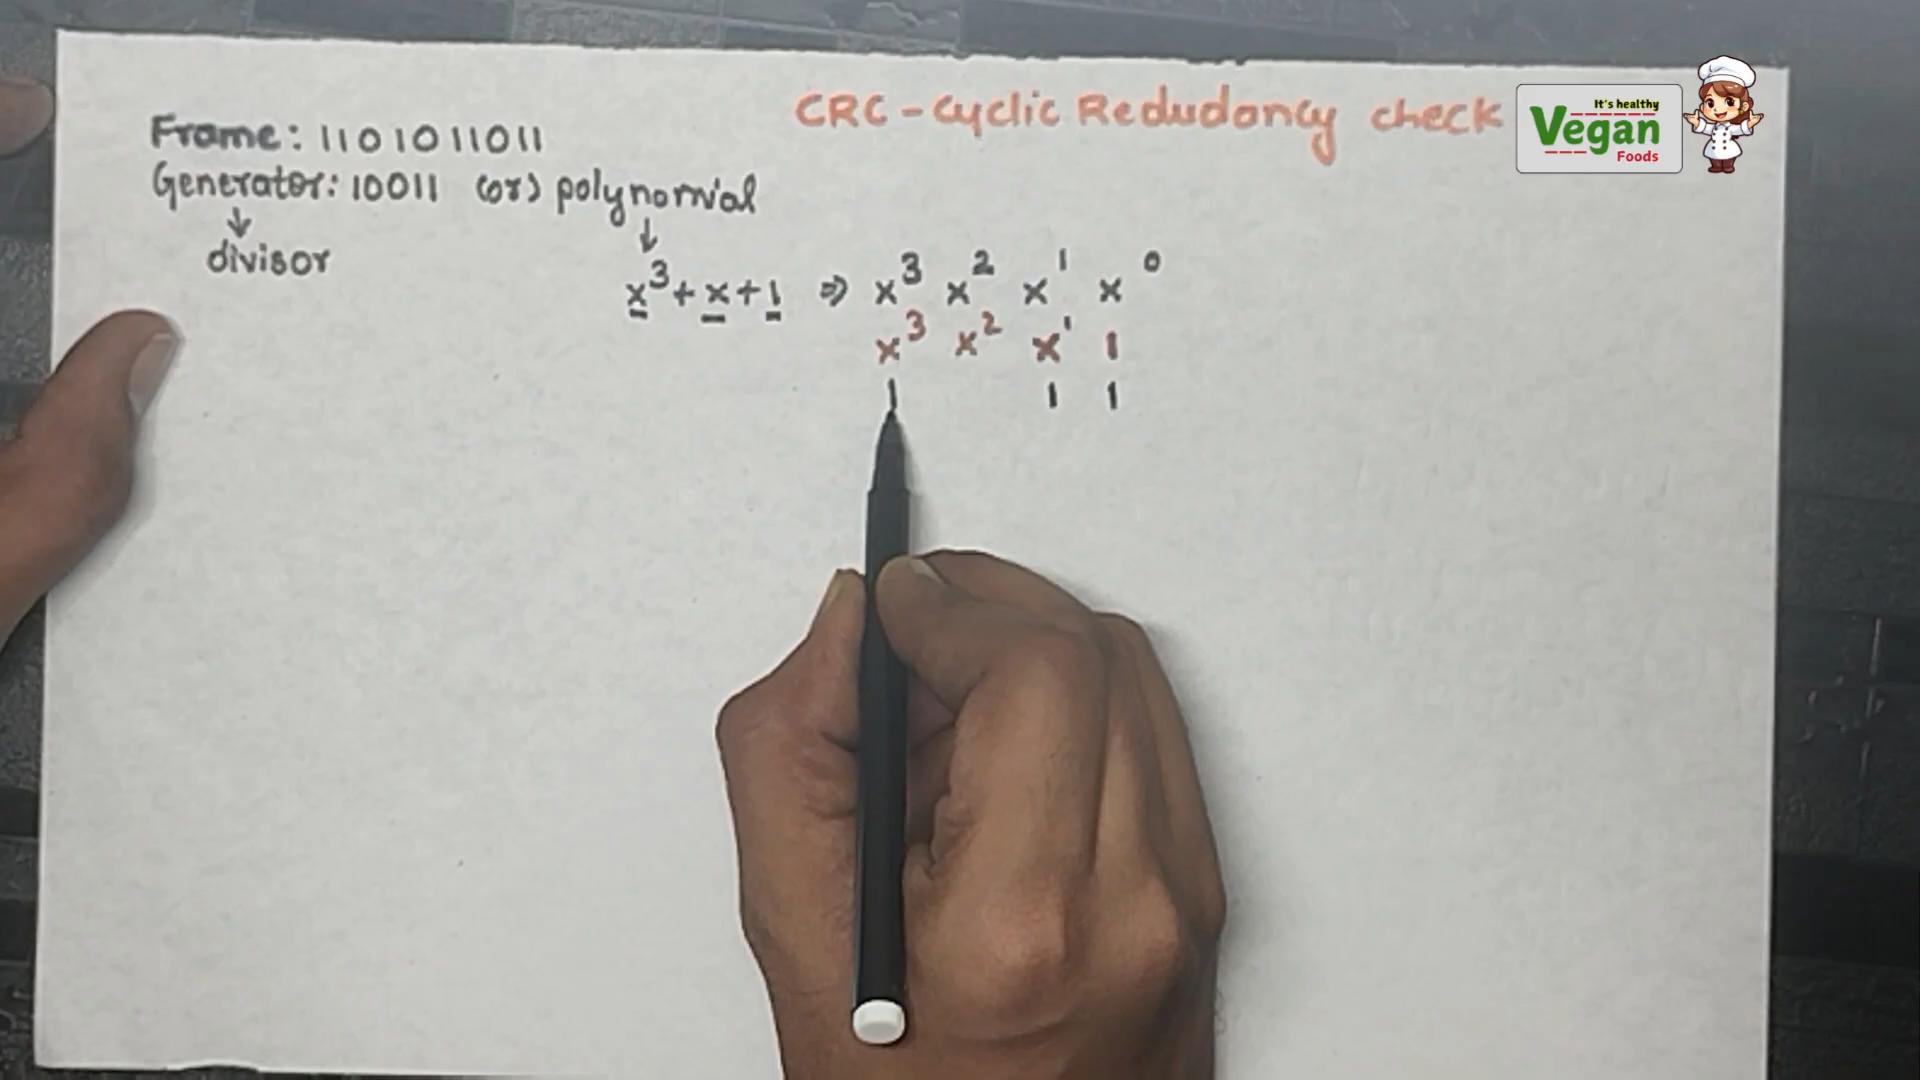 CRC - Cyclic Redudancy check
It's healthy
Vegan
Foods
Frame: 1101011011
Generator: 10011 (or) polynomial
↓ ↓
divisor
x³ + x + 1 ⇒ x³ x² x¹ x⁰
x³ x² x¹ 1
1 1 1